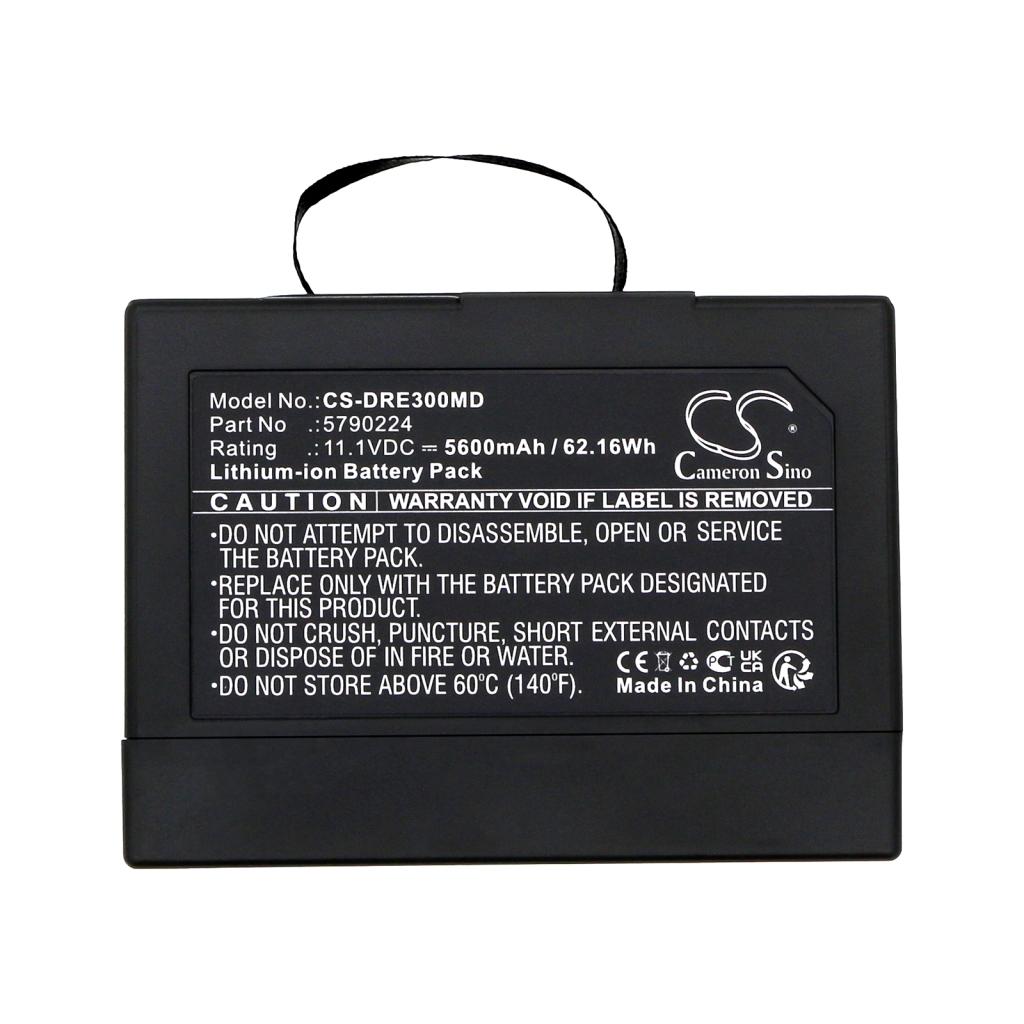 Model No.:CS-DRE300MD
Part No .:5790224
Rating .:11.1VDC ⎓ 5600mAh / 62.16Wh
Lithium-ion Battery Pack
CS
®
Cameron Sino
CAUTION WARRANTY VOID IF LABEL IS REMOVED
•DO NOT ATTEMPT TO DISASSEMBLE, OPEN OR SERVICE
THE BATTERY PACK.
•REPLACE ONLY WITH THE BATTERY PACK DESIGNATED
FOR THIS PRODUCT.
•DO NOT CRUSH, PUNCTURE, SHORT EXTERNAL CONTACTS
OR DISPOSE OF IN FIRE OR WATER.
•DO NOT STORE ABOVE 60°C (140°F).
CE PCT UK
CA
Made In China